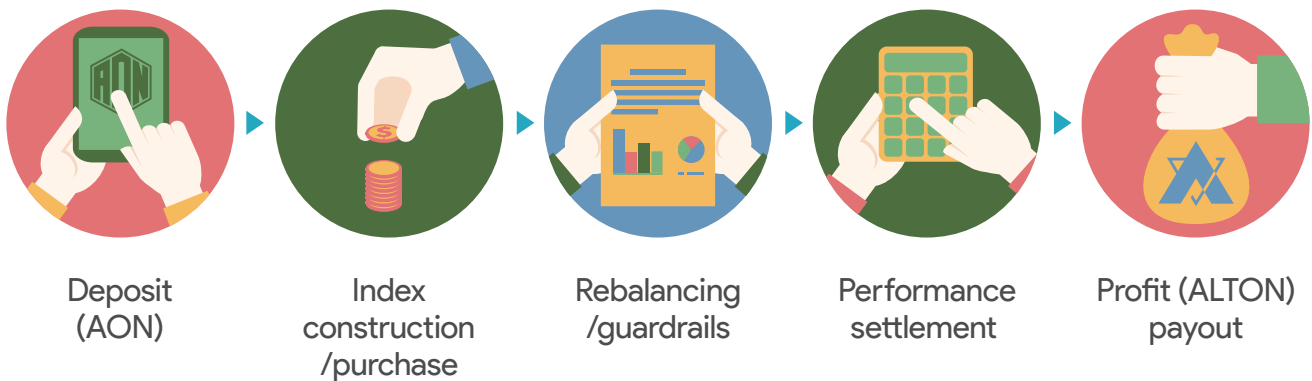 AON
$
Deposit
(AON)
Index
construction
/purchase
Rebalancing
/guardrails
Performance
settlement
Profit (ALTON)
payout